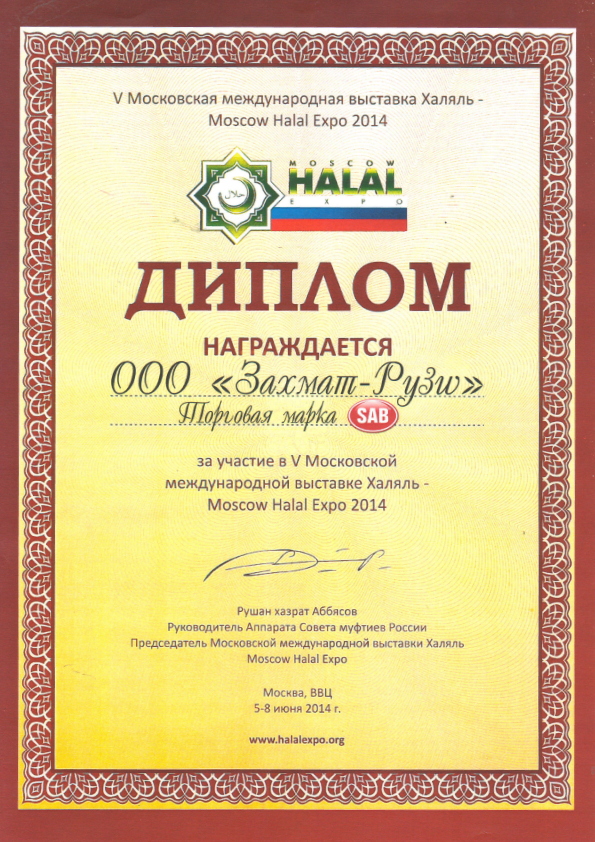 V Московская международная выставка Халяль -
Moscow Halal Expo 2014
حلال
MOSCOW
HALAL
EXPO
ДИПЛОМ
НАГРАЖДАЕТСЯ
ООО «Захмат-Рузи»
Торговая марка SAB
за участие в V Московской
международной выставке Халяль -
Moscow Halal Expo 2014
Рушан хазрат Аббясов
Руководитель Аппарата Совета муфтиев России
Председатель Московской международной выставки Халяль
Moscow Halal Expo
Москва, ВВЦ
5-8 июня 2014 г.
www.halalexpo.org